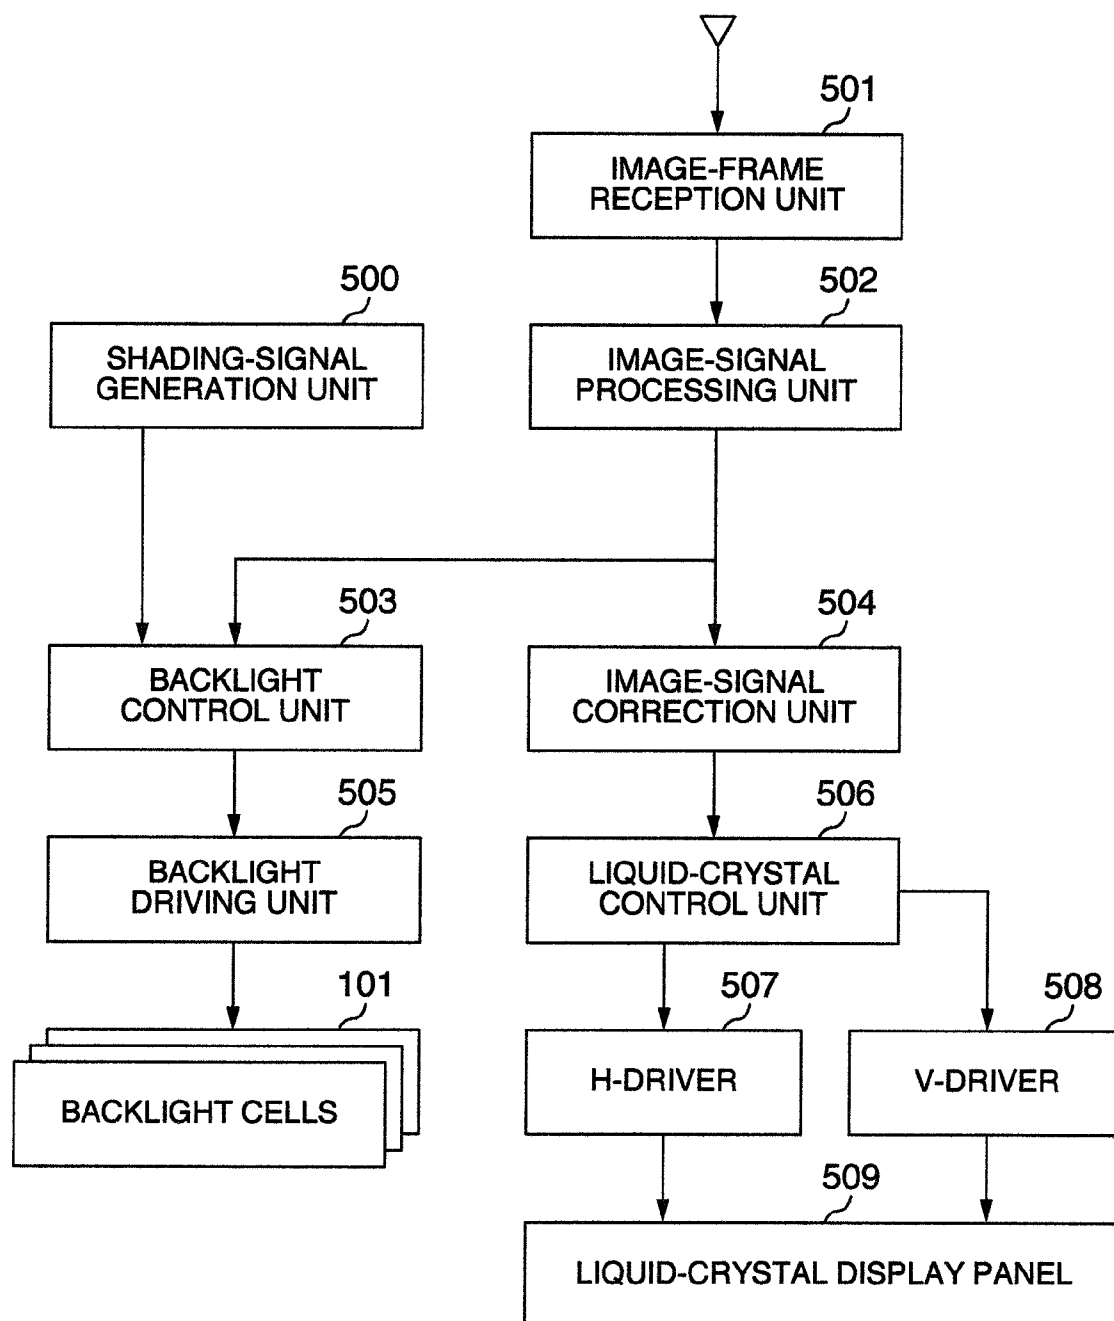 501
IMAGE-FRAME
RECEPTION UNIT
500
SHADING-SIGNAL
GENERATION UNIT
502
IMAGE-SIGNAL
PROCESSING UNIT
503
BACKLIGHT
CONTROL UNIT
504
IMAGE-SIGNAL
CORRECTION UNIT
505
BACKLIGHT
DRIVING UNIT
506
LIQUID-CRYSTAL
CONTROL UNIT
101
BACKLIGHT CELLS
507
H-DRIVER
508
V-DRIVER
509
LIQUID-CRYSTAL DISPLAY PANEL